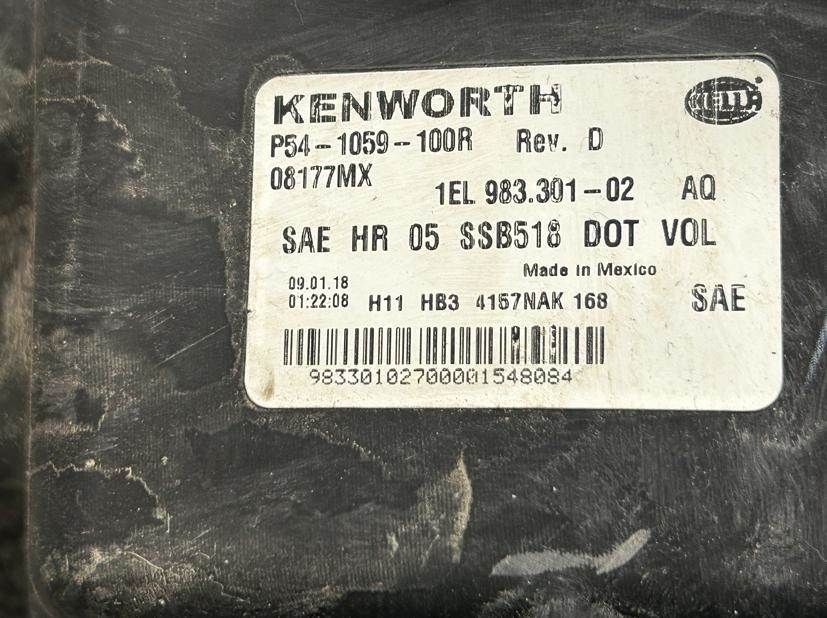 KENWORTH
HELLA
P54-1059-100R Rev. D
08177MX
1EL 983.301-02 AQ
SAE HR 05 SSB518 DOT VOL
Made in Mexico
09.01.18
01:22:08 H11 HB3 4157NAK 168 SAE
98330102700001548084